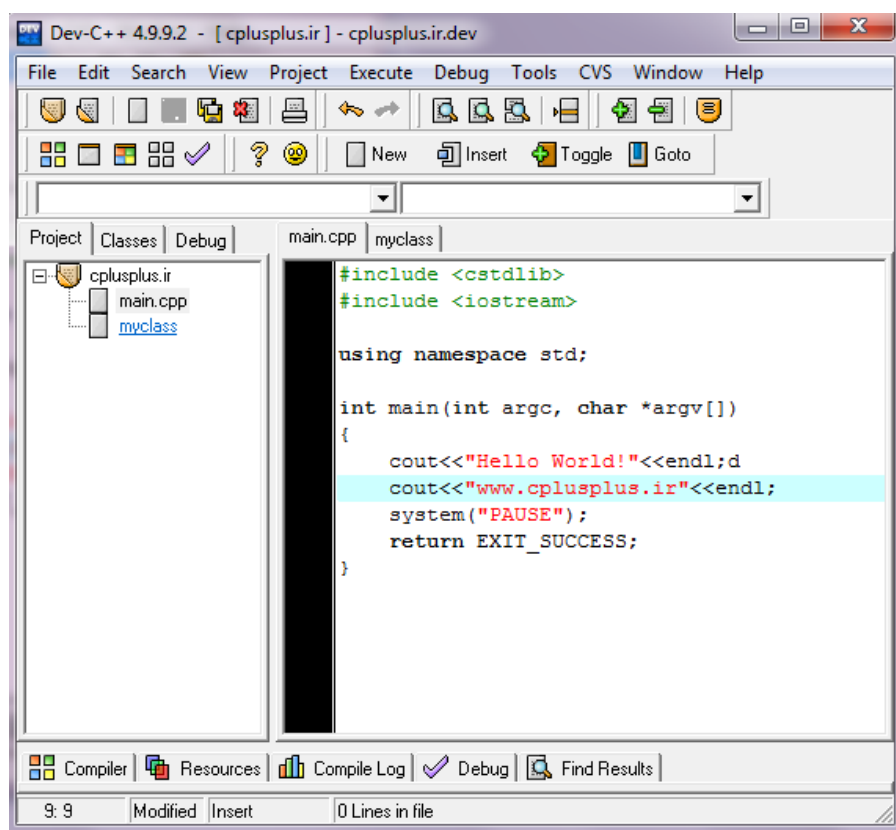 Dev-C++ 4.9.9.2 - [ cplusplus.ir ] - cplusplus.ir.dev
File Edit Search View Project Execute Debug Tools CVS Window Help
New Insert Toggle Goto
Project Classes Debug
main.cpp myclass
cplusplus.ir
main.cpp
myclass
#include <cstdlib>
#include <iostream>
using namespace std;
int main(int argc, char *argv[])
{
cout<<"Hello World!"<<endl;d
cout<<"www.cplusplus.ir"<<endl;
system("PAUSE");
return EXIT_SUCCESS;
}
Compiler Resources Compile Log Debug Find Results
9: 9 Modified Insert 0 Lines in file